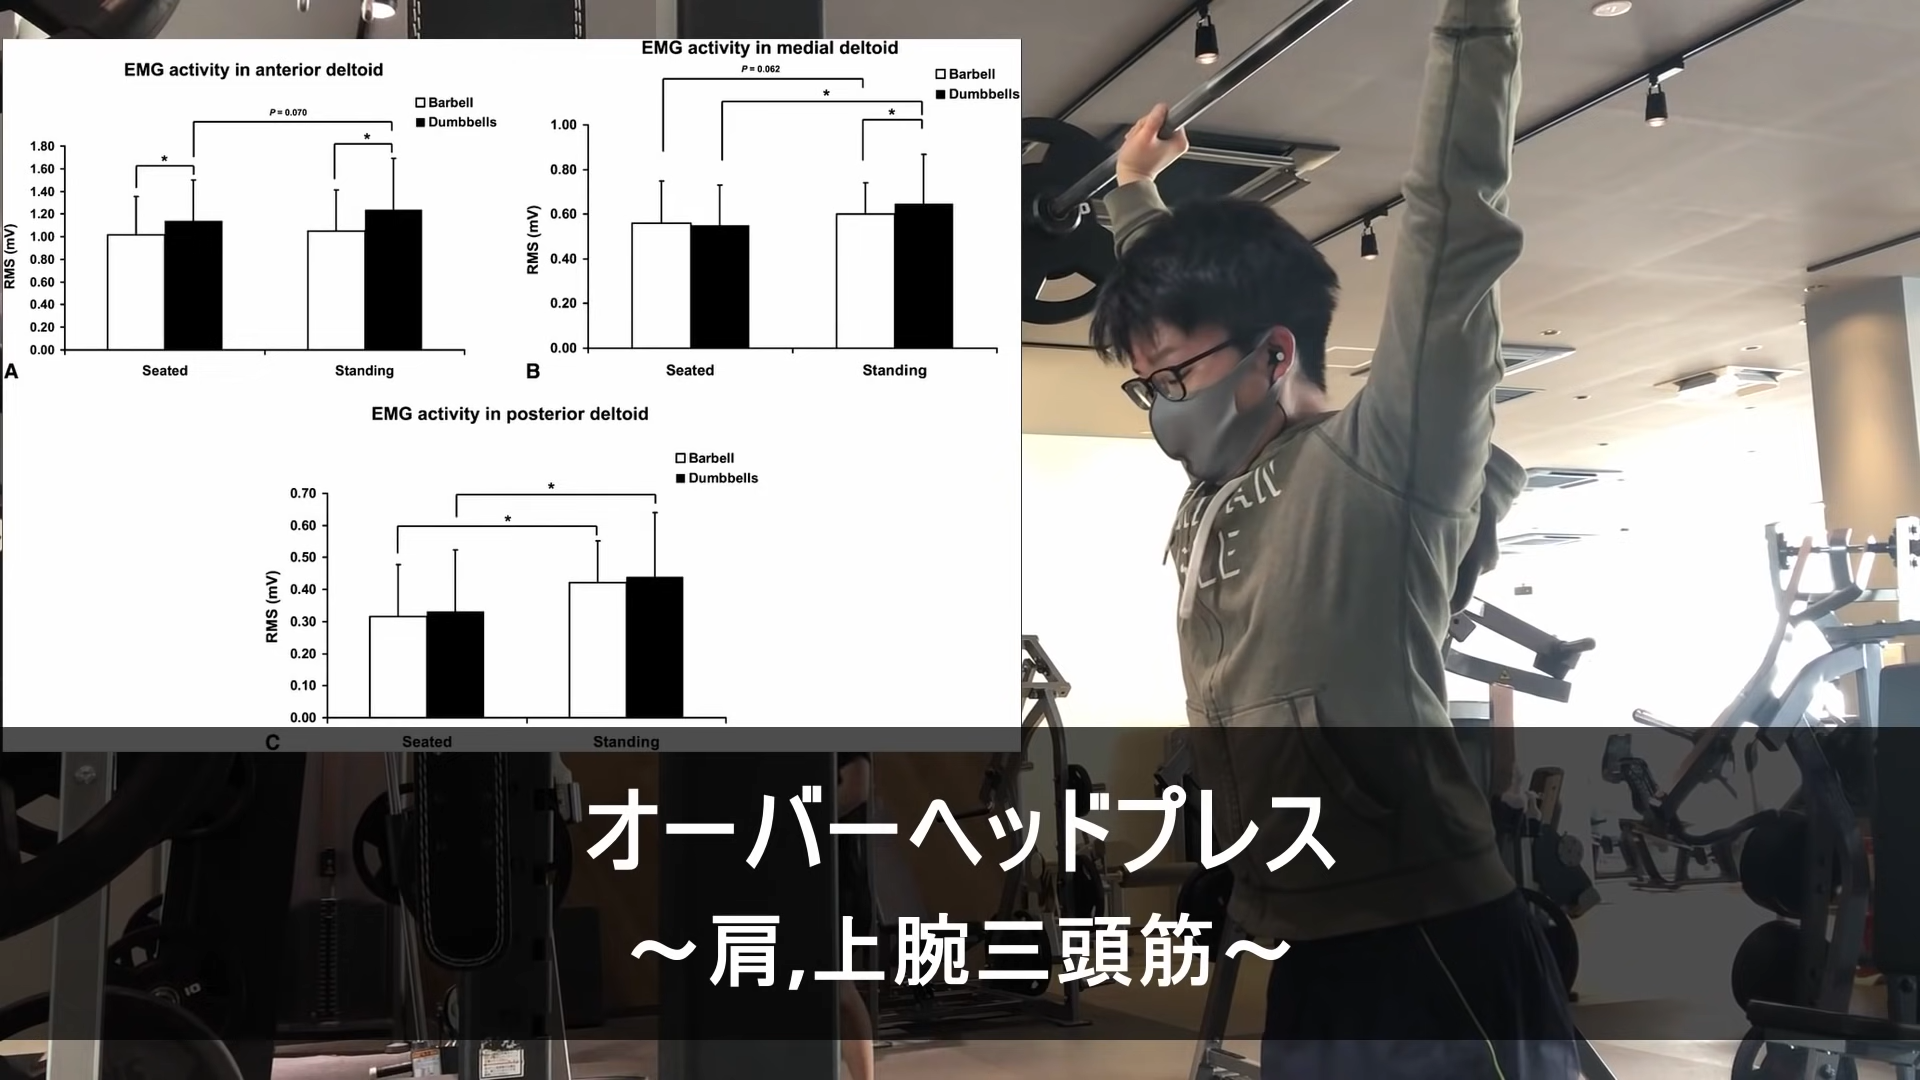 EMG activity in anterior deltoid
P = 0.070
Barbell
Dumbbells
*
*
1.80
1.60
1.40
1.20
1.00
0.80
0.60
0.40
0.20
0.00
RMS (mV)
Seated
Standing
A
EMG activity in medial deltoid
P = 0.062
Barbell
Dumbbells
*
*
1.00
0.80
0.60
0.40
0.20
0.00
RMS (mV)
Seated
Standing
B
EMG activity in posterior deltoid
Barbell
Dumbbells
*
*
0.70
0.60
0.50
0.40
0.30
0.20
0.10
0.00
RMS (mV)
Seated
Standing
C
オーバーヘッドプレス
～肩,上腕三頭筋～